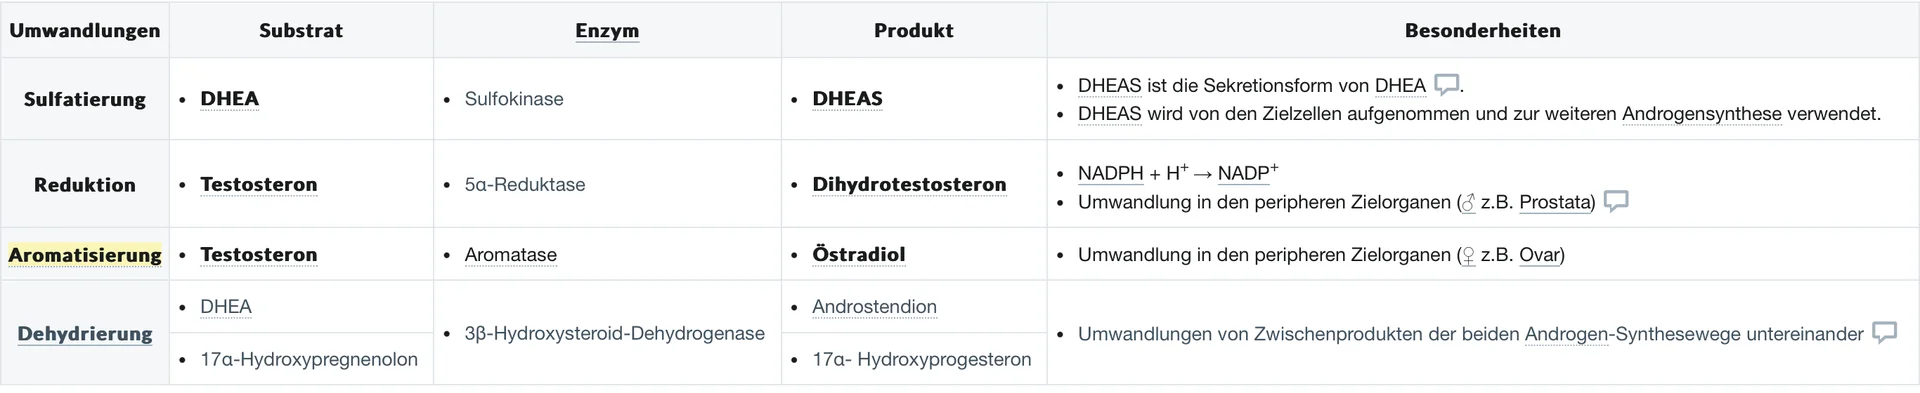 Umwandlungen Substrat Enzym Produkt Besonderheiten
Sulfatierung • DHEA • Sulfokinase • DHEAS • DHEAS ist die Sekretionsform von DHEA.
• DHEAS wird von den Zielzellen aufgenommen und zur weiteren Androgensynthese verwendet.
Reduktion • Testosteron • 5α-Reduktase • Dihydrotestosteron • NADPH + H⁺ → NADP⁺
• Umwandlung in den peripheren Zielorganen (♂ z.B. Prostata)
Aromatisierung • Testosteron • Aromatase • Östradiol • Umwandlung in den peripheren Zielorganen (♀ z.B. Ovar)
Dehydrierung • DHEA • 3β-Hydroxysteroid-Dehydrogenase • Androstendion • Umwandlungen von Zwischenprodukten der beiden Androgen-Synthesewege untereinander
• 17α-Hydroxypregnenolon • 17α- Hydroxyprogesteron